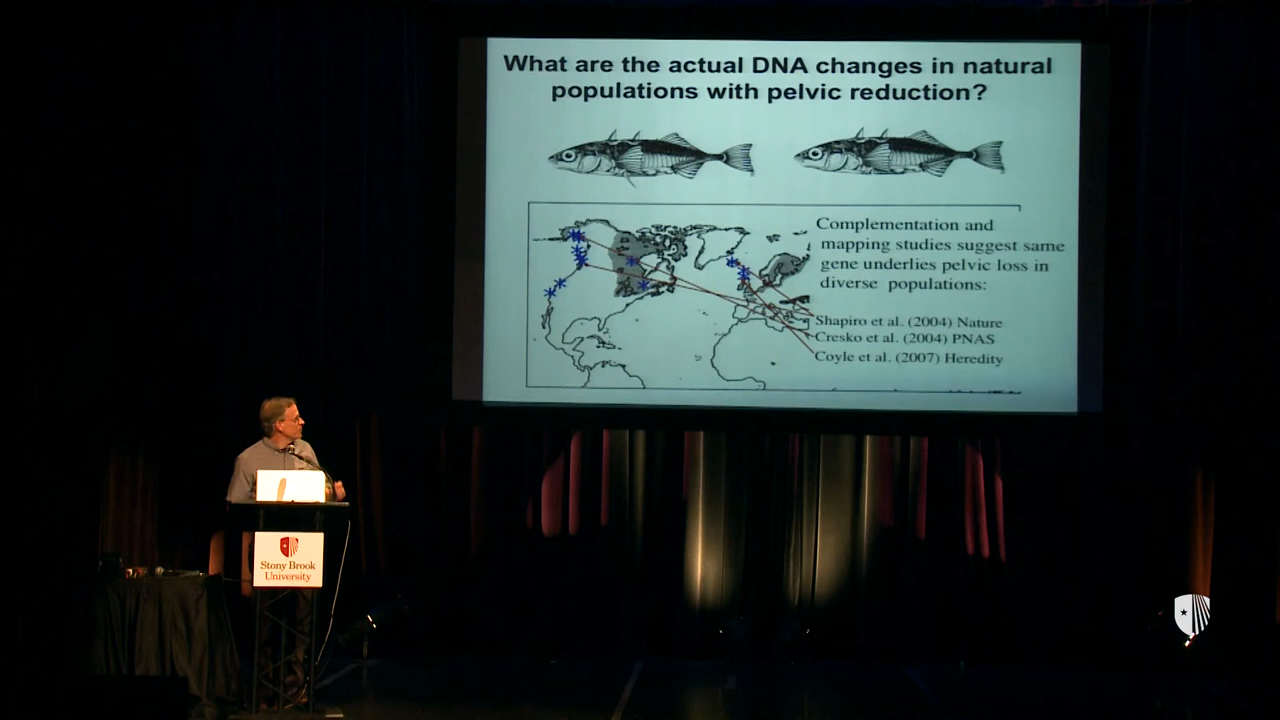 What are the actual DNA changes in natural
populations with pelvic reduction?
Complementation and
mapping studies suggest same
gene underlies pelvic loss in
diverse populations:
Shapiro et al. (2004) Nature
Cresko et al. (2004) PNAS
Coyle et al. (2007) Heredity
Stony Brook
University